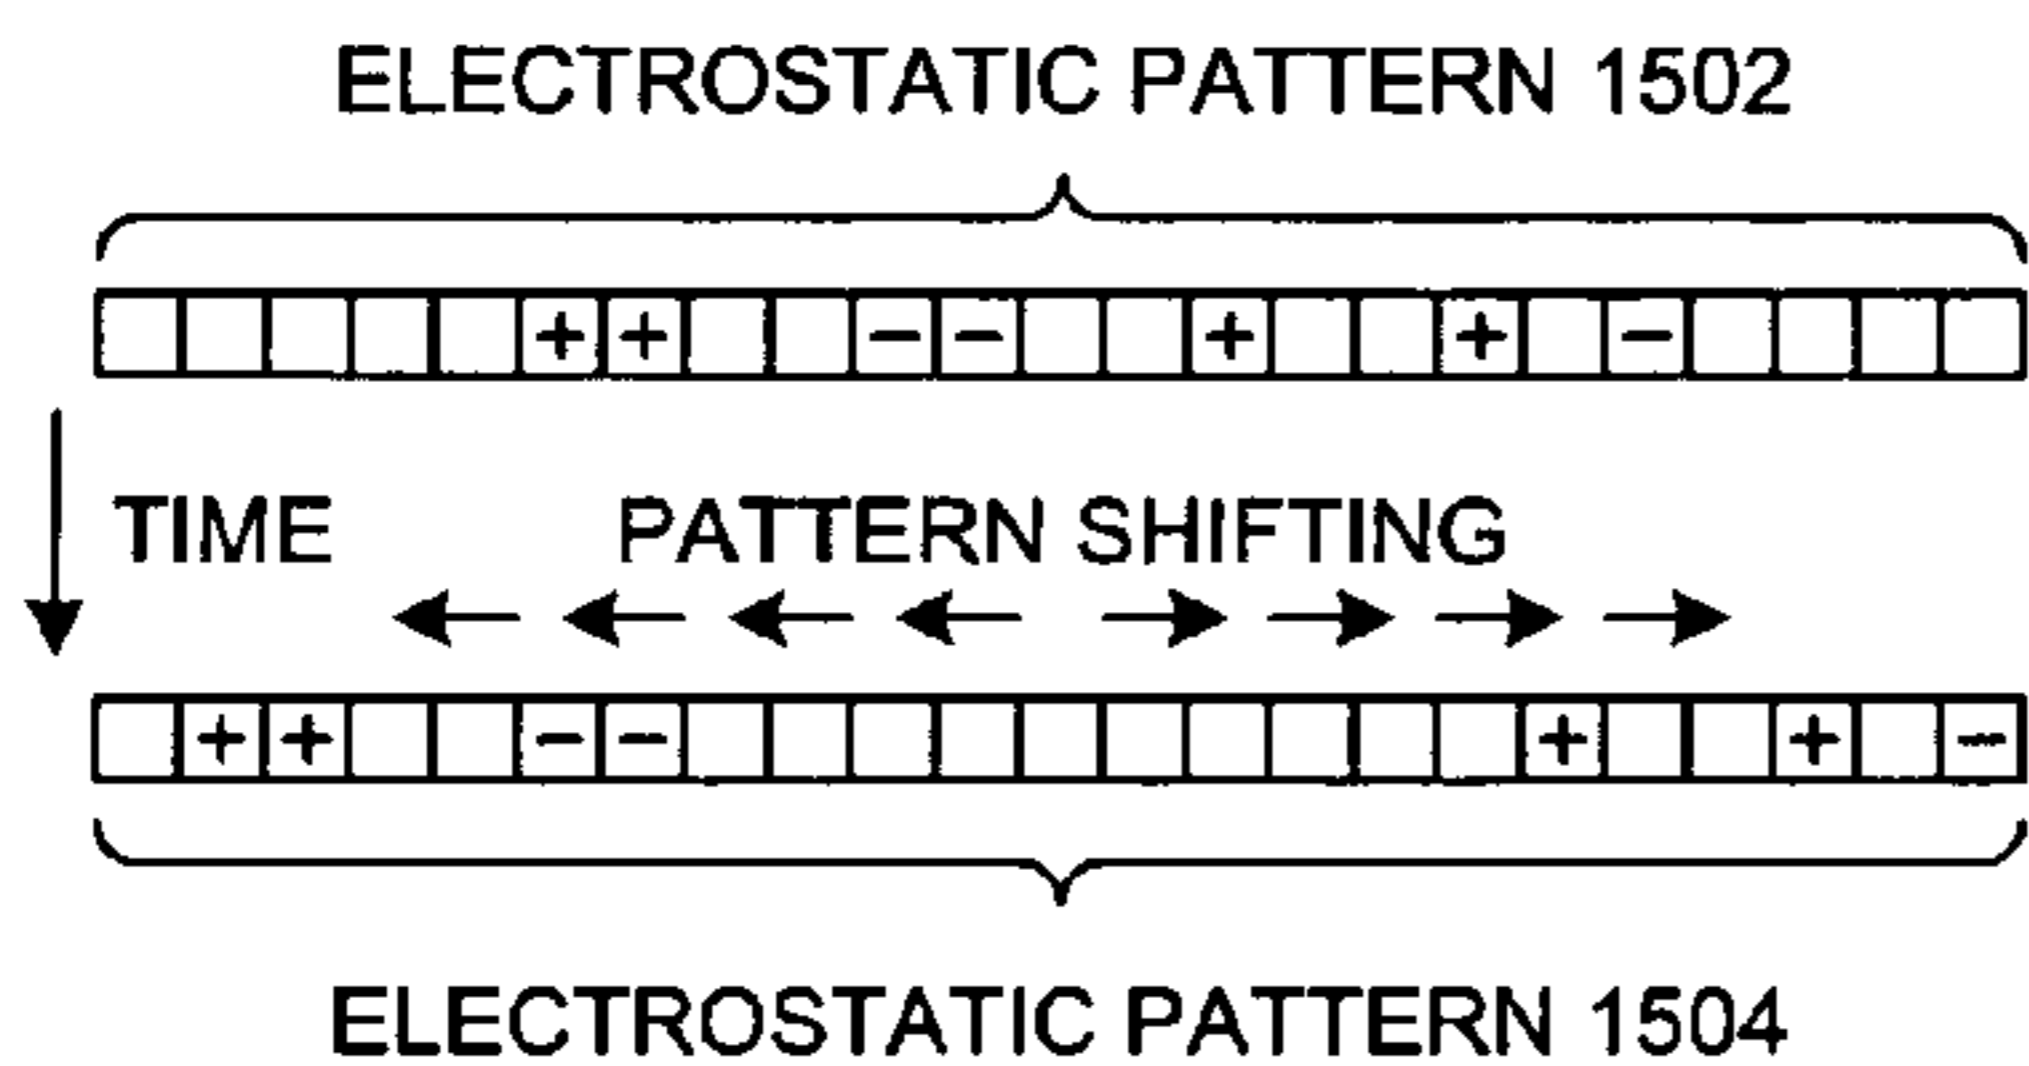 ELECTROSTATIC PATTERN 1502
+ + − − + + −
TIME PATTERN SHIFTING
+ + − − + + −
ELECTROSTATIC PATTERN 1504